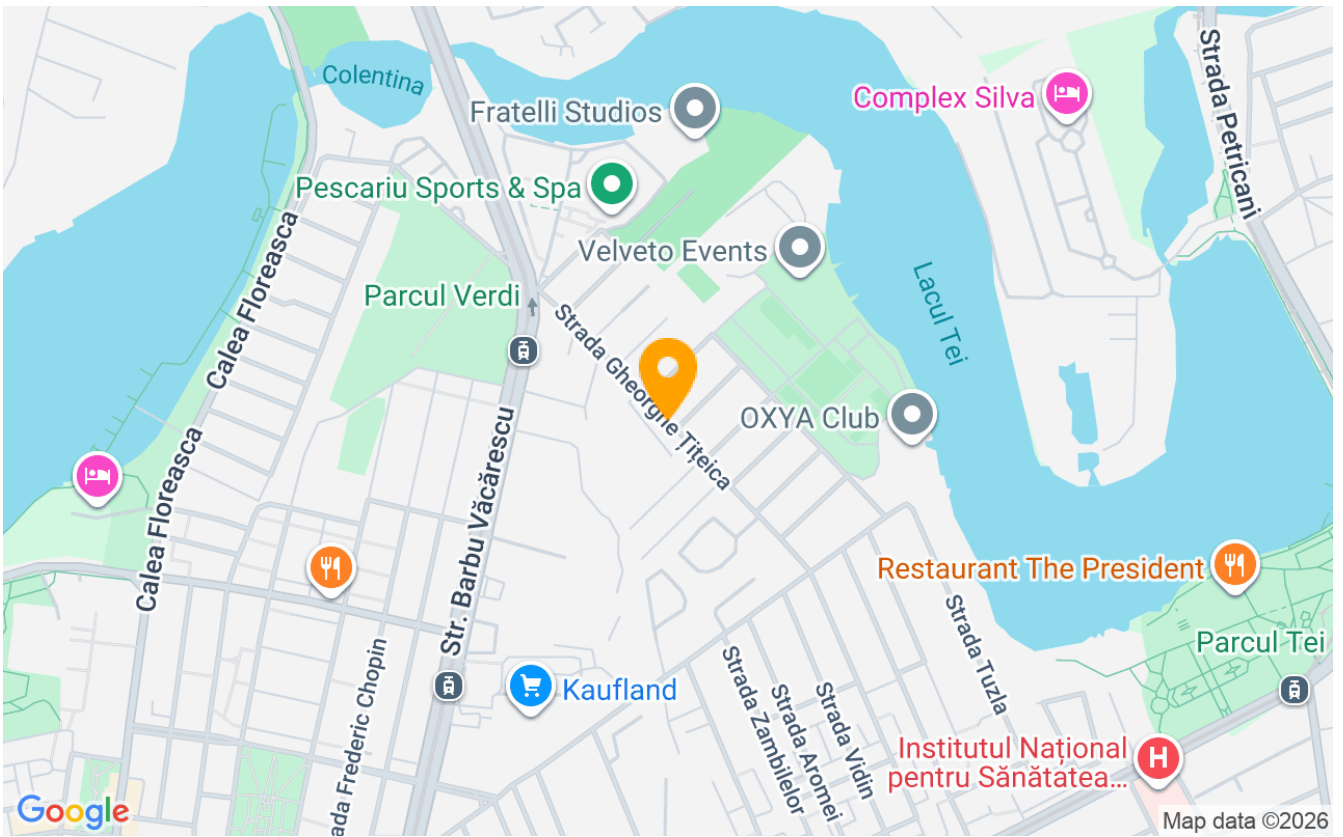 Colentina
Fratelli Studios
Complex Silva
Strada Petricani
Pescariu Sports & Spa
Calea Floreasca
Velveto Events
Parcul Verdi
Lacul Tei
Strada Gheorghe Țițeica
OXYA Club
Calea Floreasca
Str. Barbu Văcărescu
Restaurant The President
Strada Tuzla
Parcul Tei
Kaufland
ada Frederic Chopin
Strada Zambilelor
Strada Aromei
Strada Vidin
Institutul Național
pentru Sănătatea...
Google
Map data ©2026